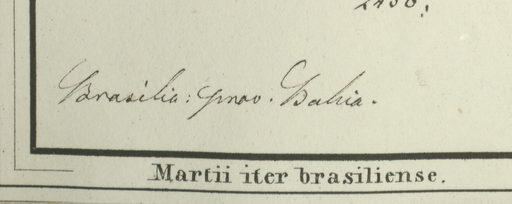 Brasilia: prov. Bahia.
Martii iter brasiliense.